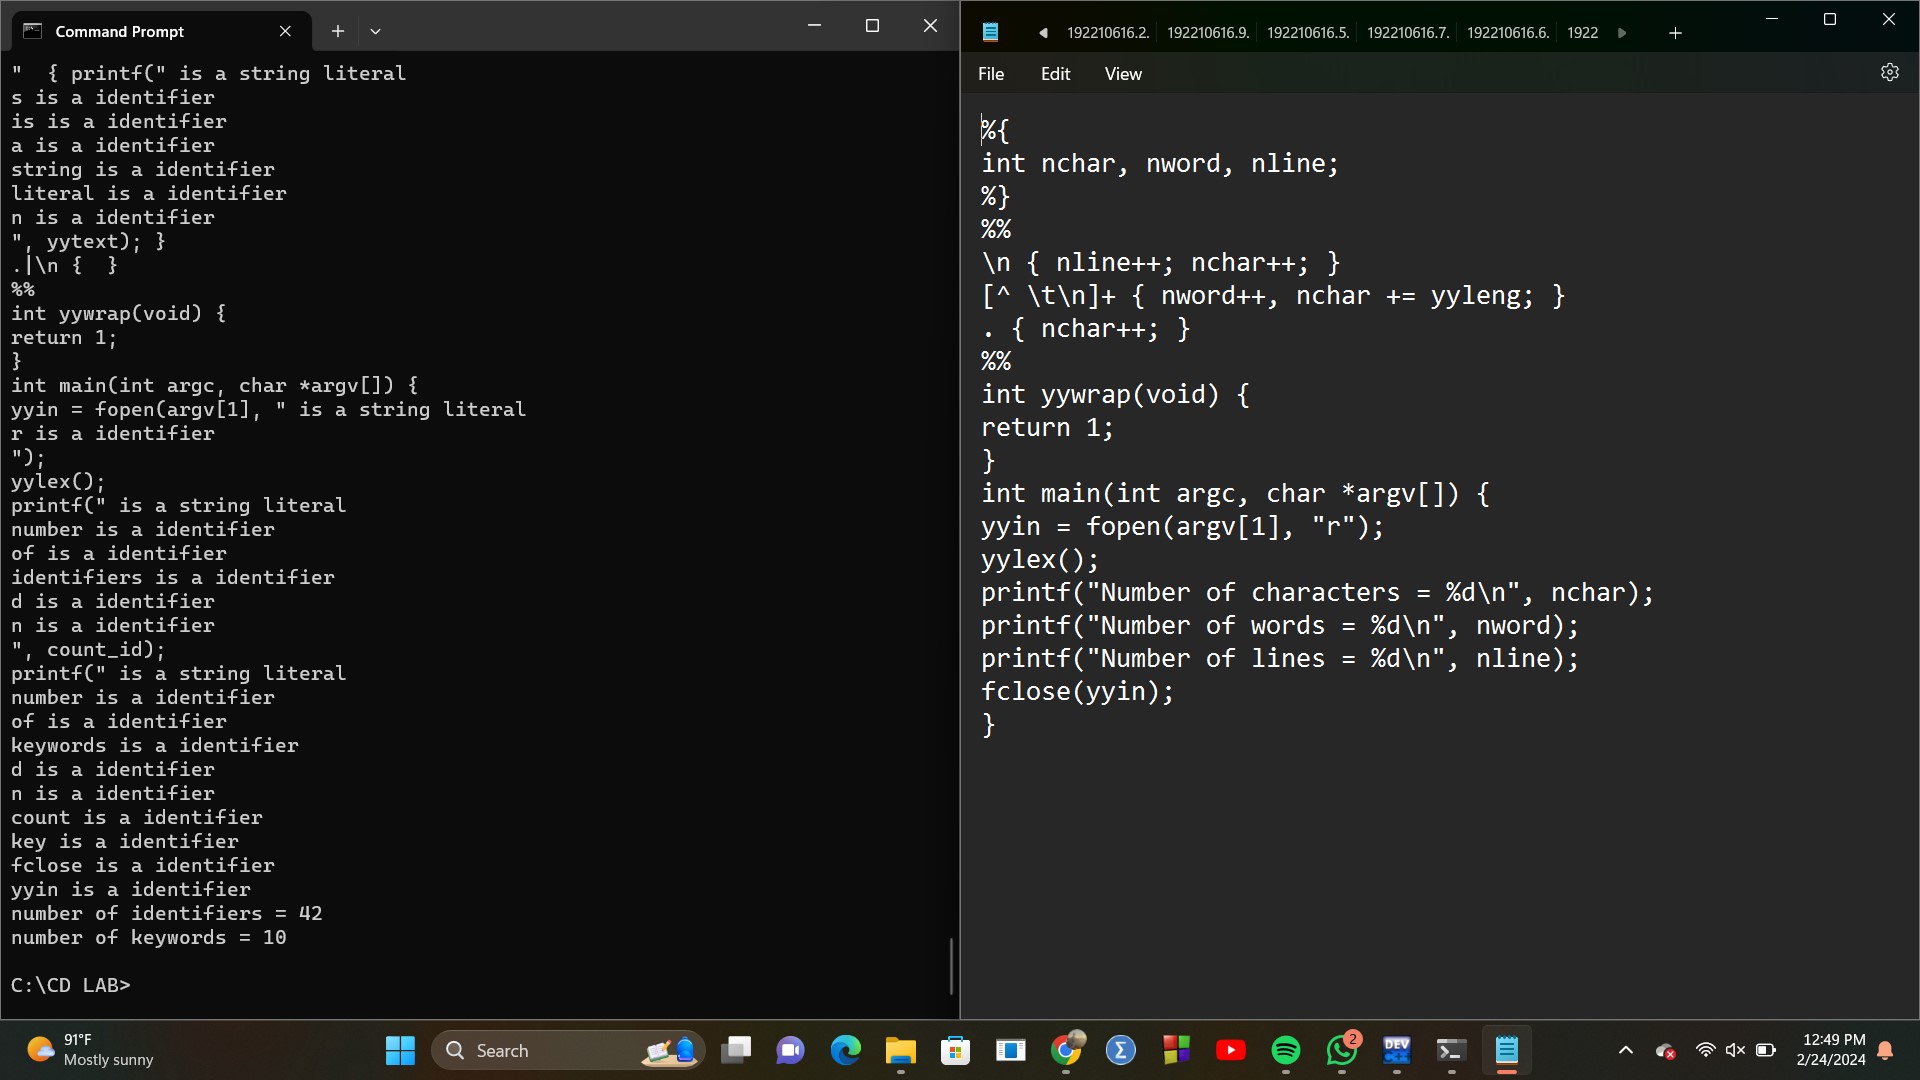 Command Prompt
"  { printf(" is a string literal
s is a identifier
is is a identifier
a is a identifier
string is a identifier
literal is a identifier
n is a identifier
", yytext); }
.|\n {  }
%%
int yywrap(void) {
return 1;
}
int main(int argc, char *argv[]) {
yyin = fopen(argv[1], " is a string literal
r is a identifier
");
yylex();
printf(" is a string literal
number is a identifier
of is a identifier
identifiers is a identifier
d is a identifier
n is a identifier
", count_id);
printf(" is a string literal
number is a identifier
of is a identifier
keywords is a identifier
d is a identifier
n is a identifier
count is a identifier
key is a identifier
fclose is a identifier
yyin is a identifier
number of identifiers = 42
number of keywords = 10
C:\CD LAB>
192210616.2. 192210616.9. 192210616.5. 192210616.7. 192210616.6. 1922
File Edit View
%{
int nchar, nword, nline;
%}
%%
\n { nline++; nchar++; }
[^ \t\n]+ { nword++, nchar += yyleng; }
. { nchar++; }
%%
int yywrap(void) {
return 1;
}
int main(int argc, char *argv[]) {
yyin = fopen(argv[1], "r");
yylex();
printf("Number of characters = %d\n", nchar);
printf("Number of words = %d\n", nword);
printf("Number of lines = %d\n", nline);
fclose(yyin);
}
91°F
Mostly sunny
Search
DEV
2
12:49 PM
2/24/2024